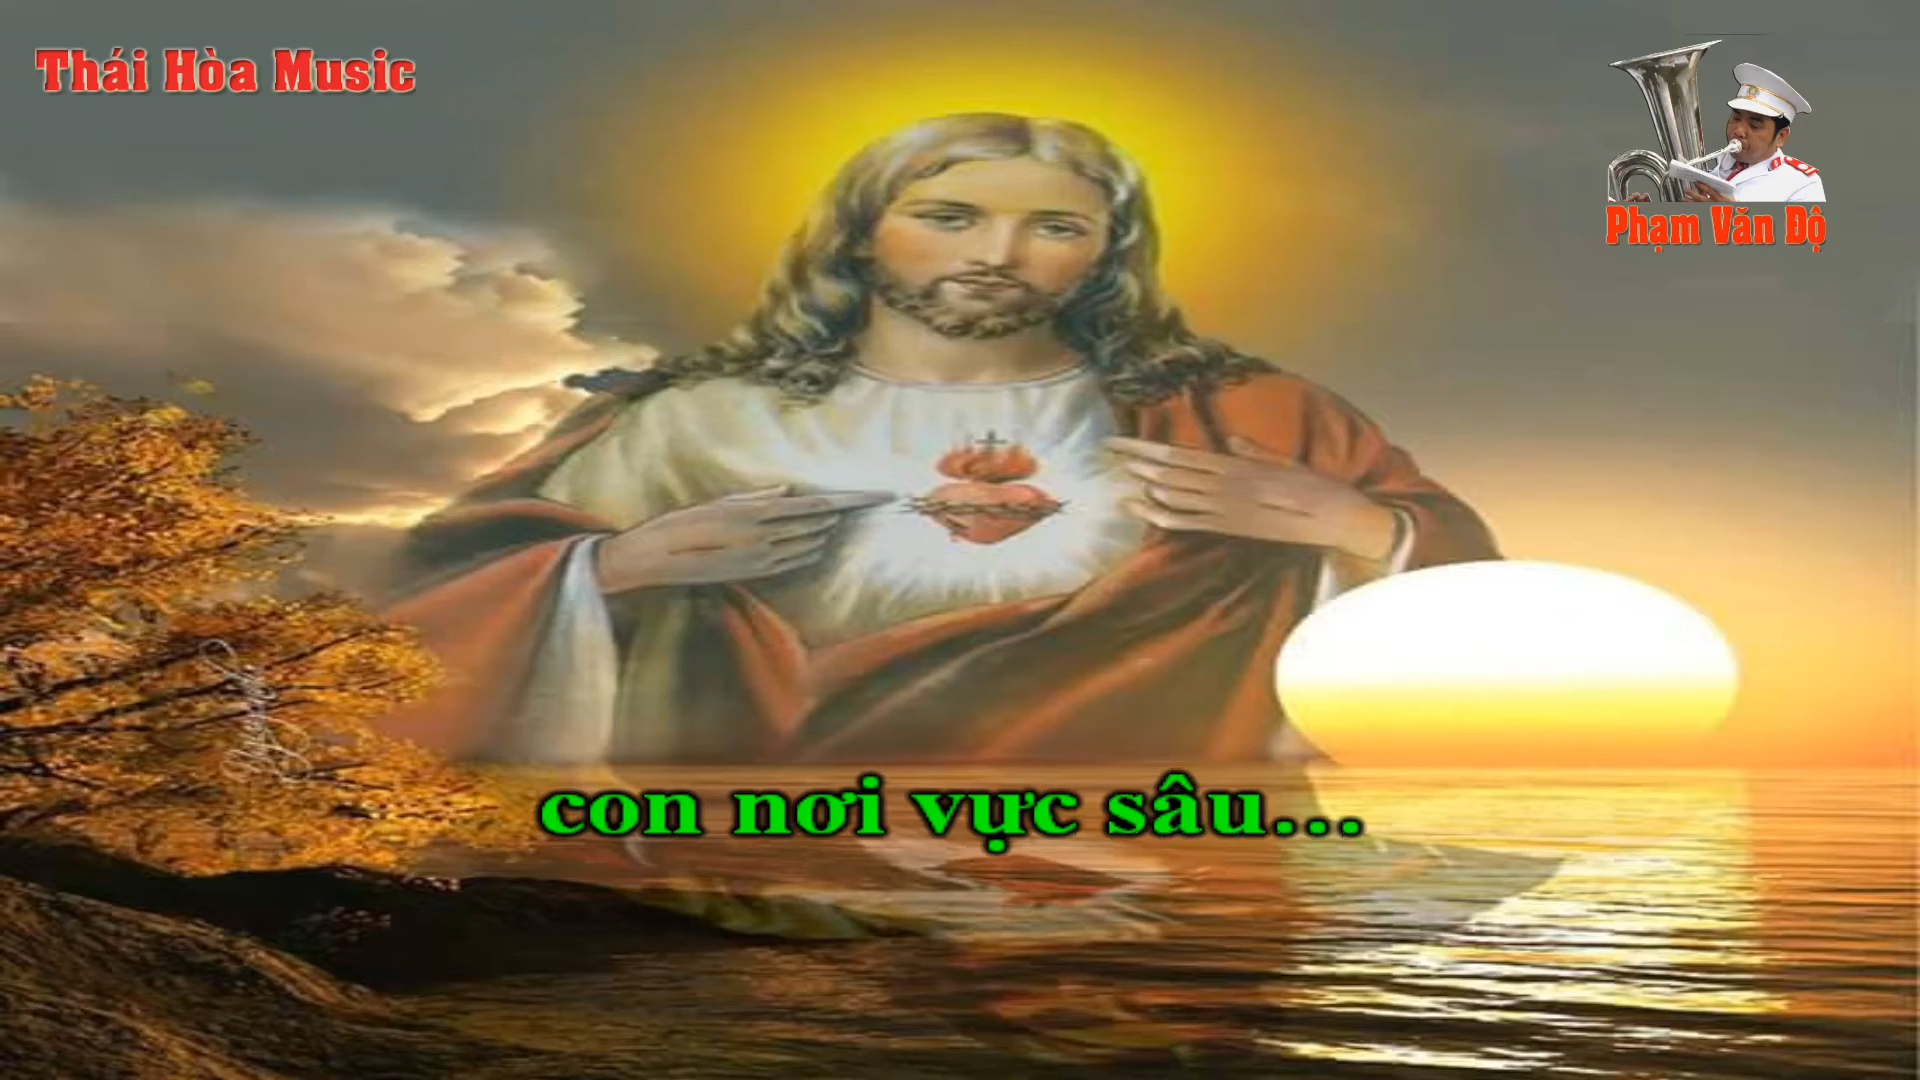 Thái Hòa Music
Phạm Văn Độ
con nơi vực sâu...